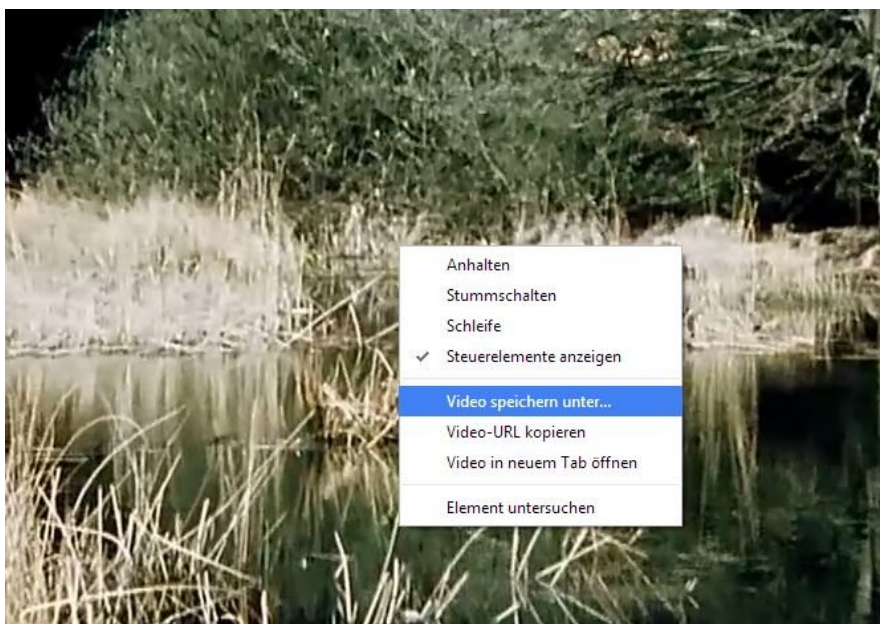 Anhalten
Stummschalten
Schleife
Steuerelemente anzeigen
Video speichern unter...
Video-URL kopieren
Video in neuem Tab öffnen
Element untersuchen